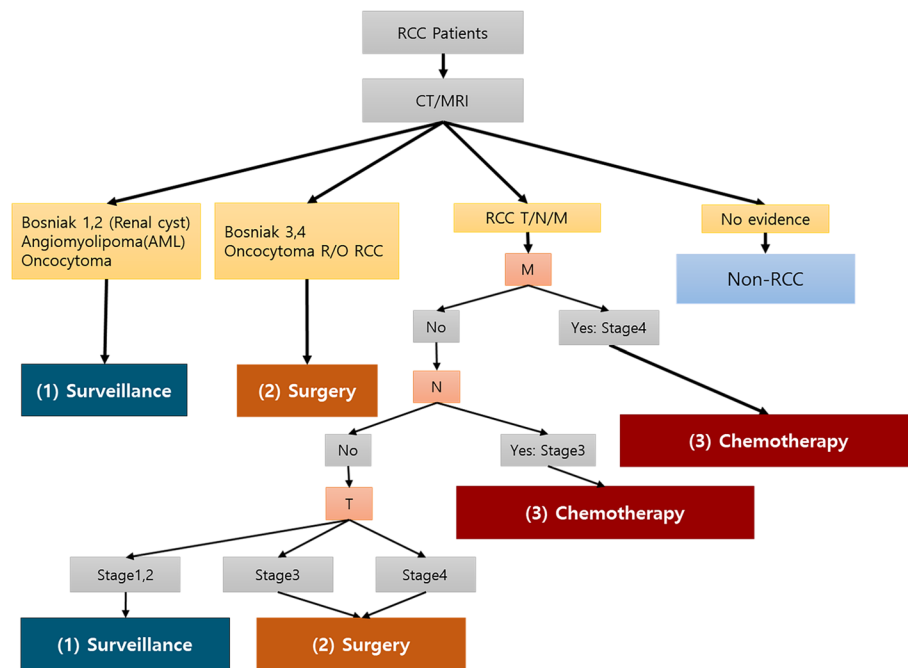 RCC Patients
CT/MRI
Bosniak 1,2 (Renal cyst)
Angiomyolipoma(AML)
Oncocytoma
Bosniak 3,4
Oncocytoma R/O RCC
RCC T/N/M
No evidence
M
Non-RCC
No
Yes: Stage4
(1) Surveillance
(2) Surgery
N
(3) Chemotherapy
No
Yes: Stage3
T
(3) Chemotherapy
Stage1,2
Stage3
Stage4
(1) Surveillance
(2) Surgery